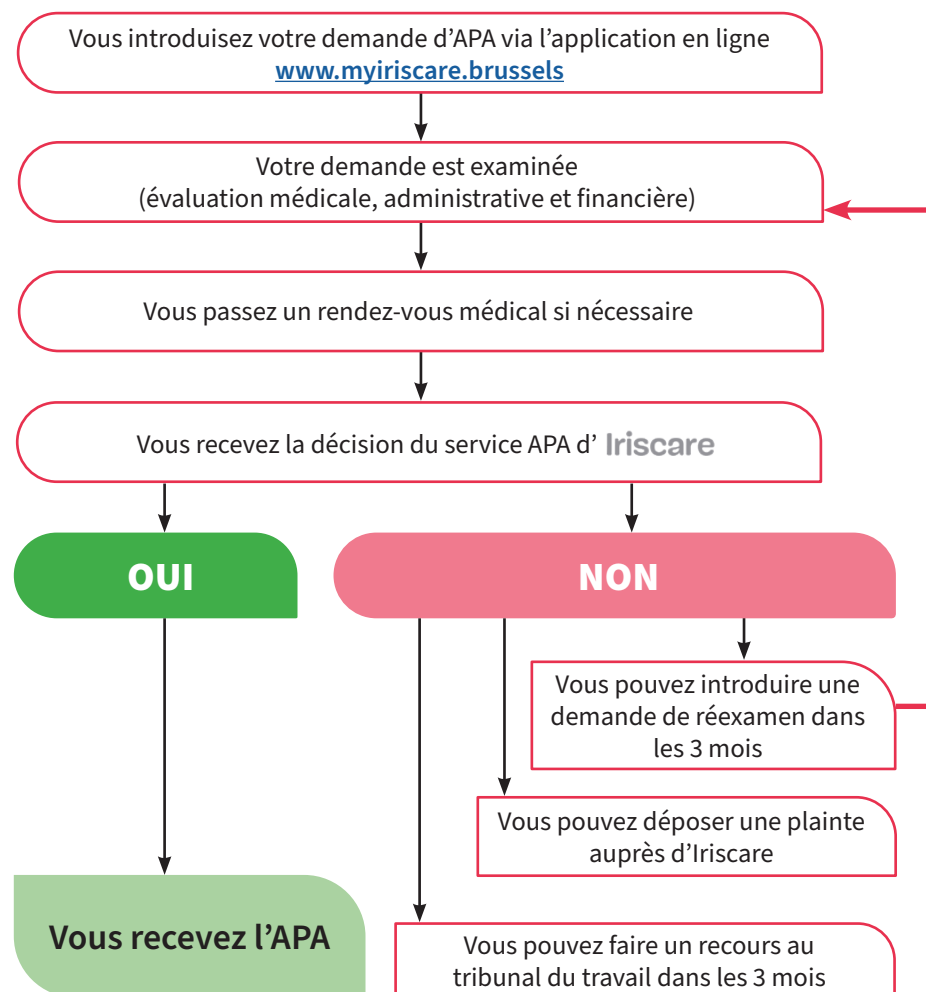 Vous introduisez votre demande d’APA via l’application en ligne
www.myiriscare.brussels
Votre demande est examinée
(évaluation médicale, administrative et financière)
Vous passez un rendez-vous médical si nécessaire
Vous recevez la décision du service APA d’ Iriscare
OUI
NON
Vous pouvez introduire une
demande de réexamen dans
les 3 mois
Vous pouvez déposer une plainte
auprès d’Iriscare
Vous recevez l’APA
Vous pouvez faire un recours au
tribunal du travail dans les 3 mois